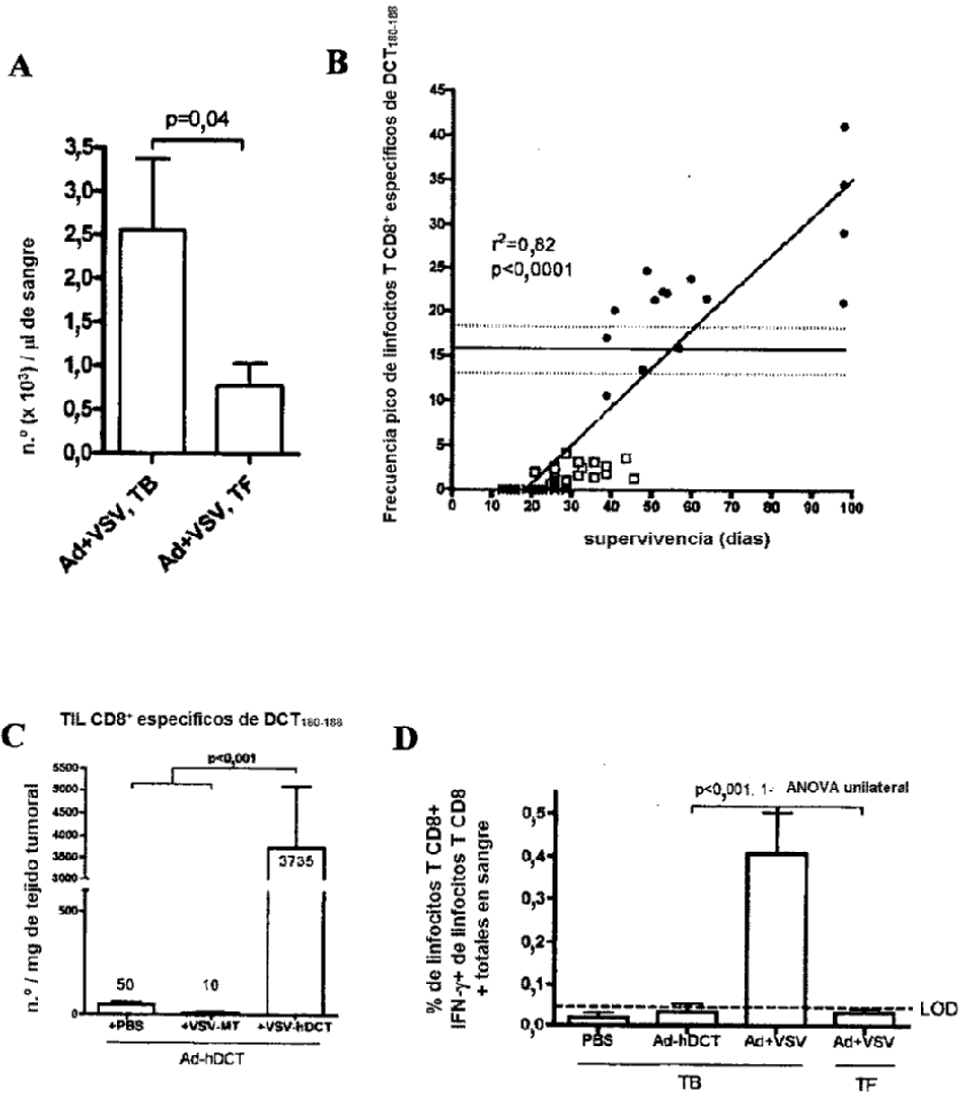 A
p=0,04
n.º (x 10³) / µl de sangre
3,5
3,0
2,5
2,0
1,5
1,0
0,5
0,0
Ad+VSV, TB
Ad+VSV, TF
B
Frecuencia pico de linfocitos T CD8⁺ específicos de DCT₁₈₀₋₁₈₈
45
40
35
30
25
20
15
10
5
0
r²=0,82
p<0,0001
0 10 20 30 40 50 60 70 80 90 100
supervivencia (días)
C
TIL CD8⁺ específicos de DCT₁₈₀₋₁₈₈
p<0,001
n.º / mg de tejido tumoral
5500
5000
4500
4000
3500
3000
500
0
50
10
3735
+PBS
+VSV-MT
+VSV-hDCT
Ad-hDCT
D
p<0,001. 1- ANOVA unilateral
% de linfocitos T CD8+
IFN-γ+ de linfocitos T CD8
+ totales en sangre
0,5
0,4
0,3
0,2
0,1
0,0
LOD
PBS
Ad-hDCT
Ad+VSV
Ad+VSV
TB
TF